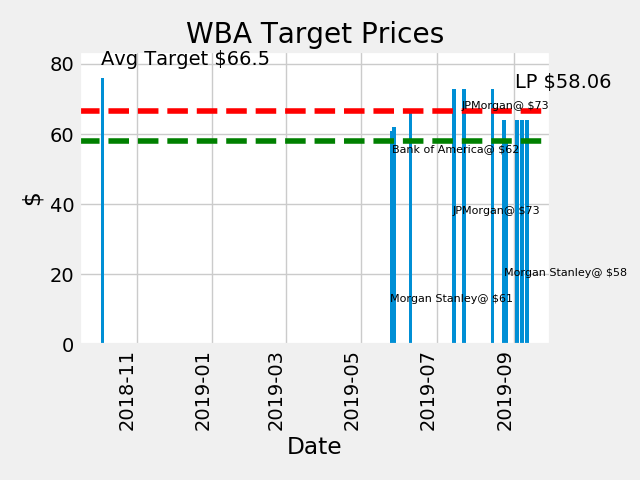 WBA Target Prices
Avg Target $66.5
LP $58.06
JPMorgan@ $73
Bank of America@ $62
JPMorgan@ $73
Morgan Stanley@ $58
Morgan Stanley@ $61
$
80
60
40
20
0
2018-11
2019-01
2019-03
2019-05
2019-07
2019-09
Date